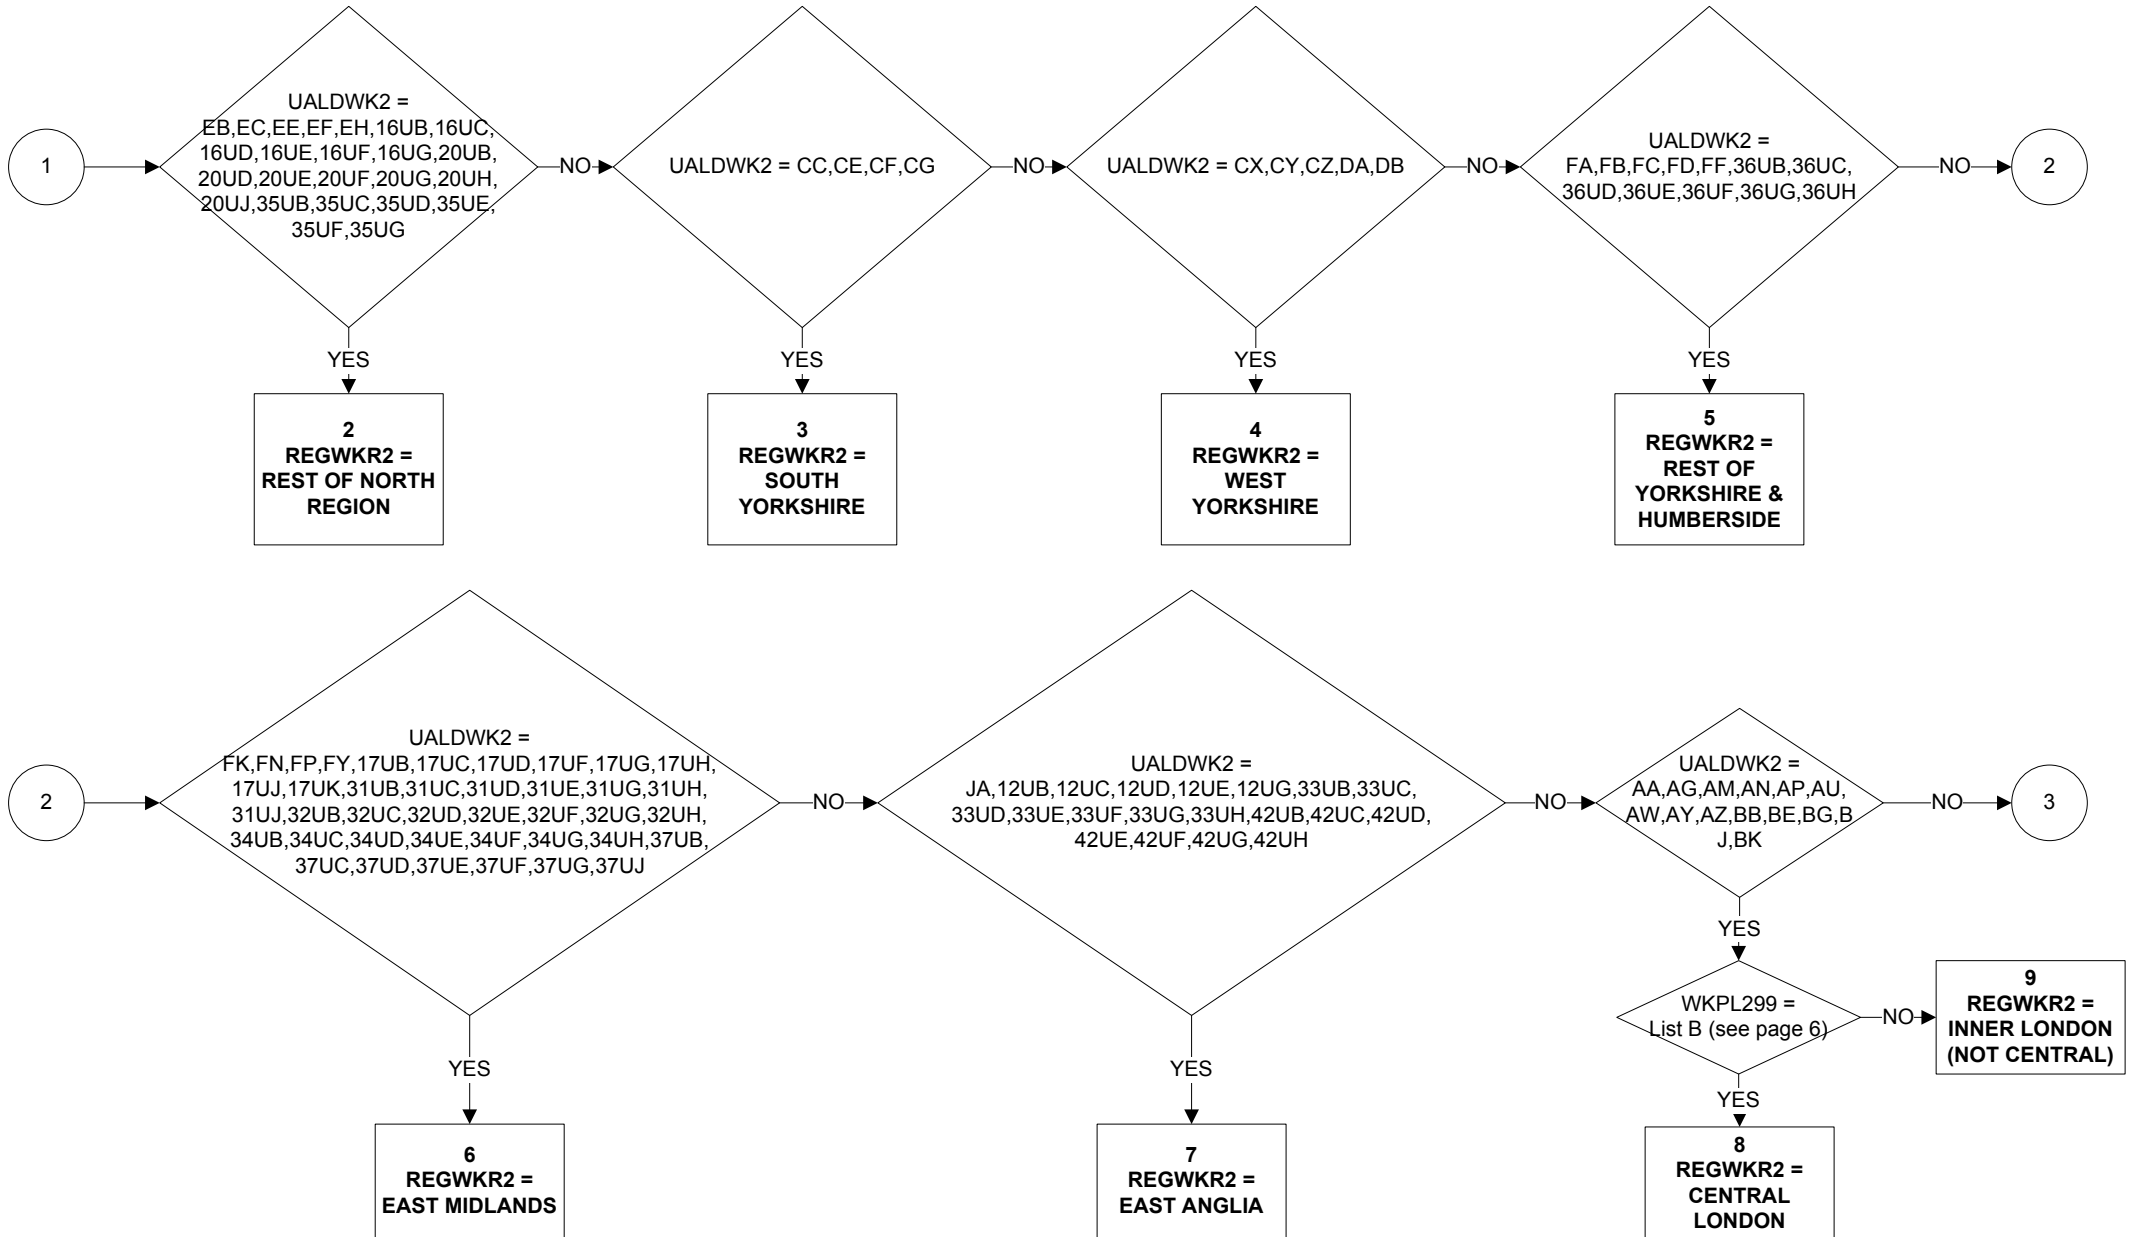 1
UALDWK2 =
EB,EC,EE,EF,EH,16UB,16UC,
16UD,16UE,16UF,16UG,20UB,
20UD,20UE,20UF,20UG,20UH,
20UJ,35UB,35UC,35UD,35UE,
35UF,35UG
NO
UALDWK2 = CC,CE,CF,CG
NO
UALDWK2 = CX,CY,CZ,DA,DB
NO
UALDWK2 =
FA,FB,FC,FD,FF,36UB,36UC,
36UD,36UE,36UF,36UG,36UH
NO
2
YES
YES
YES
YES
2
REGWKR2 =
REST OF NORTH
REGION
3
REGWKR2 =
SOUTH
YORKSHIRE
4
REGWKR2 =
WEST
YORKSHIRE
5
REGWKR2 =
REST OF
YORKSHIRE &
HUMBERSIDE
2
UALDWK2 =
FK,FN,FP,FY,17UB,17UC,17UD,17UF,17UG,17UH,
17UJ,17UK,31UB,31UC,31UD,31UE,31UG,31UH,
31UJ,32UB,32UC,32UD,32UE,32UF,32UG,32UH,
34UB,34UC,34UD,34UE,34UF,34UG,34UH,37UB,
37UC,37UD,37UE,37UF,37UG,37UJ
NO
UALDWK2 =
JA,12UB,12UC,12UD,12UE,12UG,33UB,33UC,
33UD,33UE,33UF,33UG,33UH,42UB,42UC,42UD,
42UE,42UF,42UG,42UH
NO
UALDWK2 =
AA,AG,AM,AN,AP,AU,
AW,AY,AZ,BB,BE,BG,B
J,BK
NO
3
YES
WKPL299 =
List B (see page 6)
NO
9
REGWKR2 =
INNER LONDON
(NOT CENTRAL)
YES
YES
YES
6
REGWKR2 =
EAST MIDLANDS
7
REGWKR2 =
EAST ANGLIA
8
REGWKR2 =
CENTRAL
LONDON